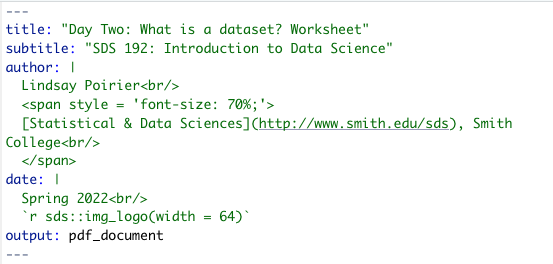 ---
title: "Day Two: What is a dataset? Worksheet"
subtitle: "SDS 192: Introduction to Data Science"
author: |
  Lindsay Poirier<br/>
  <span style = 'font-size: 70%;'>
  [Statistical & Data Sciences](http://www.smith.edu/sds), Smith
College<br/>
  </span>
date: |
  Spring 2022<br/>
  `r sds::img_logo(width = 64)`
output: pdf_document
---